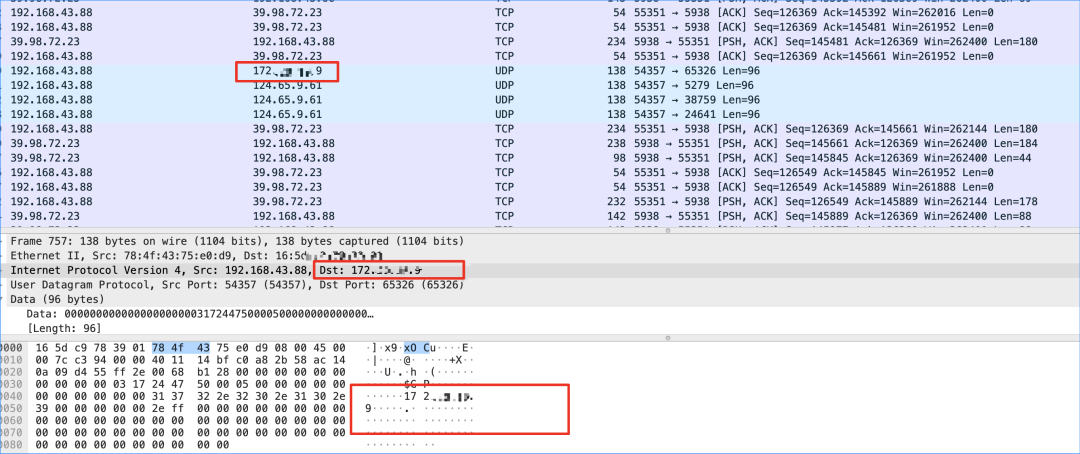 192.168.43.88 39.98.72.23 TCP 54 55351 → 5938 [ACK] Seq=126369 Ack=145392 Win=262016 Len=0
192.168.43.88 39.98.72.23 TCP 54 55351 → 5938 [ACK] Seq=126369 Ack=145481 Win=261952 Len=0
39.98.72.23 192.168.43.88 TCP 234 5938 → 55351 [PSH, ACK] Seq=145481 Ack=126369 Win=262400 Len=180
192.168.43.88 39.98.72.23 TCP 54 55351 → 5938 [ACK] Seq=126369 Ack=145661 Win=261952 Len=0
192.168.43.88 172. 9 UDP 138 54357 → 65326 Len=96
192.168.43.88 124.65.9.61 UDP 138 54357 → 5279 Len=96
192.168.43.88 124.65.9.61 UDP 138 54357 → 38759 Len=96
192.168.43.88 124.65.9.61 UDP 138 54357 → 24641 Len=96
192.168.43.88 39.98.72.23 TCP 234 55351 → 5938 [PSH, ACK] Seq=126369 Ack=145661 Win=262144 Len=180
39.98.72.23 192.168.43.88 TCP 238 5938 → 55351 [PSH, ACK] Seq=145661 Ack=126369 Win=262400 Len=184
39.98.72.23 192.168.43.88 TCP 98 5938 → 55351 [PSH, ACK] Seq=145845 Ack=126369 Win=262400 Len=44
192.168.43.88 39.98.72.23 TCP 54 55351 → 5938 [ACK] Seq=126549 Ack=145845 Win=261952 Len=0
192.168.43.88 39.98.72.23 TCP 54 55351 → 5938 [ACK] Seq=126549 Ack=145889 Win=261888 Len=0
192.168.43.88 39.98.72.23 TCP 232 55351 → 5938 [PSH, ACK] Seq=126549 Ack=145889 Win=262144 Len=178
39.98.72.23 192.168.43.88 TCP 142 5938 → 55351 [PSH, ACK] Seq=145889 Ack=126369 Win=262400 Len=88
Frame 757: 138 bytes on wire (1104 bits), 138 bytes captured (1104 bits)
Ethernet II, Src: 78:4f:43:75:e0:d9, Dst: 16:5d
Internet Protocol Version 4, Src: 192.168.43.88, Dst: 172.
User Datagram Protocol, Src Port: 54357 (54357), Dst Port: 65326 (65326)
Data (96 bytes)
Data: 000000000000000000000000317244750000500000000000000000…
[Length: 96]
0000 16 5d c9 78 39 01 78 4f 43 75 e0 d9 08 00 45 00 ·]·x9·xO Cu····E·
0010 00 7c c3 94 00 00 40 11 14 bf c0 a8 2b 58 ac 14 ·|····@· ····+X··
0020 0a 09 d4 55 ff 2e 00 68 b1 28 00 00 00 00 00 00 ···U·.·h ·(······
0030 00 00 00 00 03 17 24 47 50 00 05 00 00 00 00 00 ······$G P·······
0040 00 00 00 00 31 37 32 2e 32 30 2e 31 30 2e ····17 2
0050 39 00 00 00 00 2e ff 00 00 00 00 00 00 00 00 9····.
0060 00 00 00 00 00 00 00 00 00 00 00 00 00 00 00 00
0070 00 00 00 00 00 00 00 00 00 00 00 00 00 00 00 00
0080 00 00 00 00 00 00 00 00 00 00